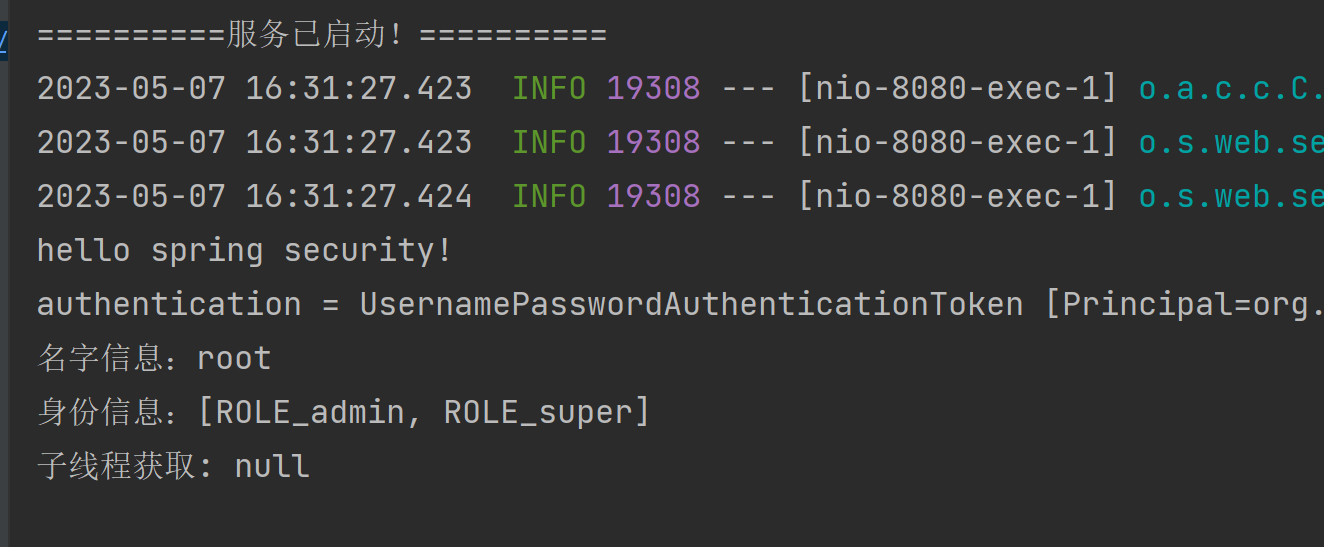 ==========服务已启动！==========
2023-05-07 16:31:27.423  INFO 19308 --- [nio-8080-exec-1] o.a.c.c.C.
2023-05-07 16:31:27.423  INFO 19308 --- [nio-8080-exec-1] o.s.web.se
2023-05-07 16:31:27.424  INFO 19308 --- [nio-8080-exec-1] o.s.web.se
hello spring security!
authentication = UsernamePasswordAuthenticationToken [Principal=org.
名字信息：root
身份信息：[ROLE_admin, ROLE_super]
子线程获取: null